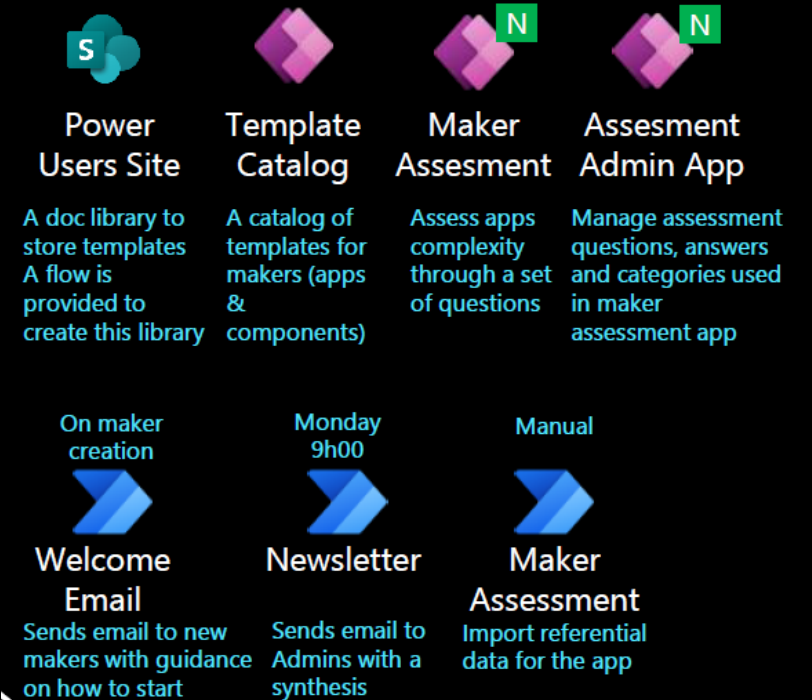 S
N
N
Power
Users Site
Template
Catalog
Maker
Assesment
Assesment
Admin App
A doc library to
store templates
A flow is
provided to
create this library
A catalog of
templates for
makers (apps
&
components)
Assess apps
complexity
through a set
of questions
Manage assessment
questions, answers
and categories used
in maker
assessment app
On maker
creation
Monday
9h00
Manual
Welcome
Email
Newsletter
Maker
Assessment
Sends email to new
makers with guidance
on how to start
Sends email to
Admins with a
synthesis
Import referential
data for the app